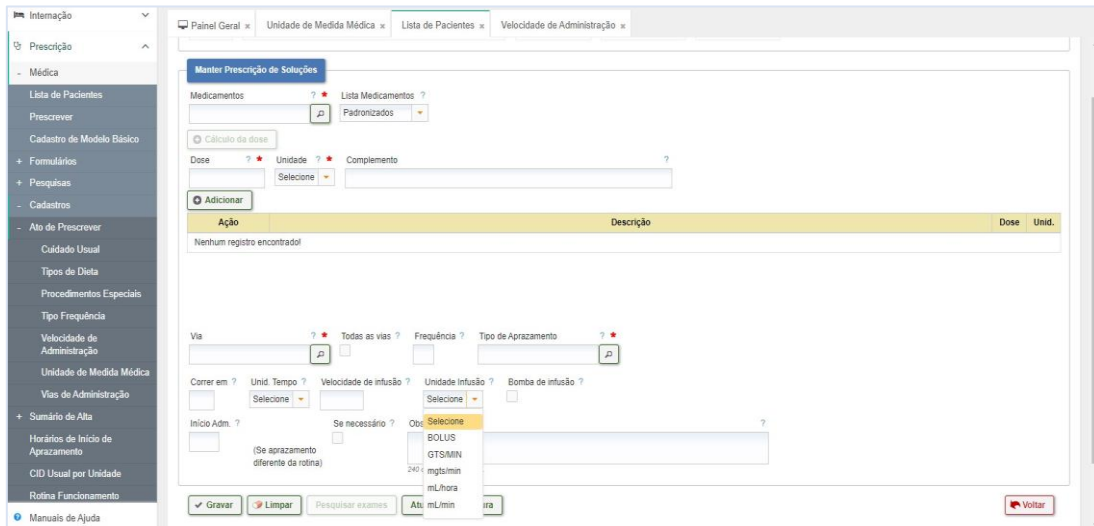 Internação
Prescrição
- Médica
Lista de Pacientes
Prescrever
Cadastro de Modelo Básico
+ Formulários
+ Pesquisas
- Cadastros
- Ato de Prescrever
Cuidado Usual
Tipos de Dieta
Procedimentos Especiais
Tipo Frequência
Velocidade de
Administração
Unidade de Medida Médica
Vias de Administração
+ Sumário de Alta
Horários de Início de
Aprazamento
CID Usual por Unidade
Rotina Funcionamento
Manuais de Ajuda
Painel Geral x Unidade de Medida Médica x Lista de Pacientes x Velocidade de Administração x
Manter Prescrição de Soluções
Medicamentos ? * Lista Medicamentos ?
Padronizados
Cálculo da dose
Dose ? * Unidade ? * Complemento ?
Selecione
Adicionar
Ação Descrição Dose Unid.
Nenhum registro encontrado!
Via ? * Todas as vias ? Frequência ? Tipo de Aprazamento ? *
Correr em ? Unid. Tempo ? Velocidade de infusão ? Unidade Infusão ? Bomba de infusão ?
Selecione Selecione
Início Adm. ? Se necessário ? Obs ?
(Se aprazamento
diferente da rotina)
240
Selecione
BOLUS
GTS/MIN
mgts/min
mL/hora
mL/min
Gravar Limpar Pesquisar exames Atu ra Voltar